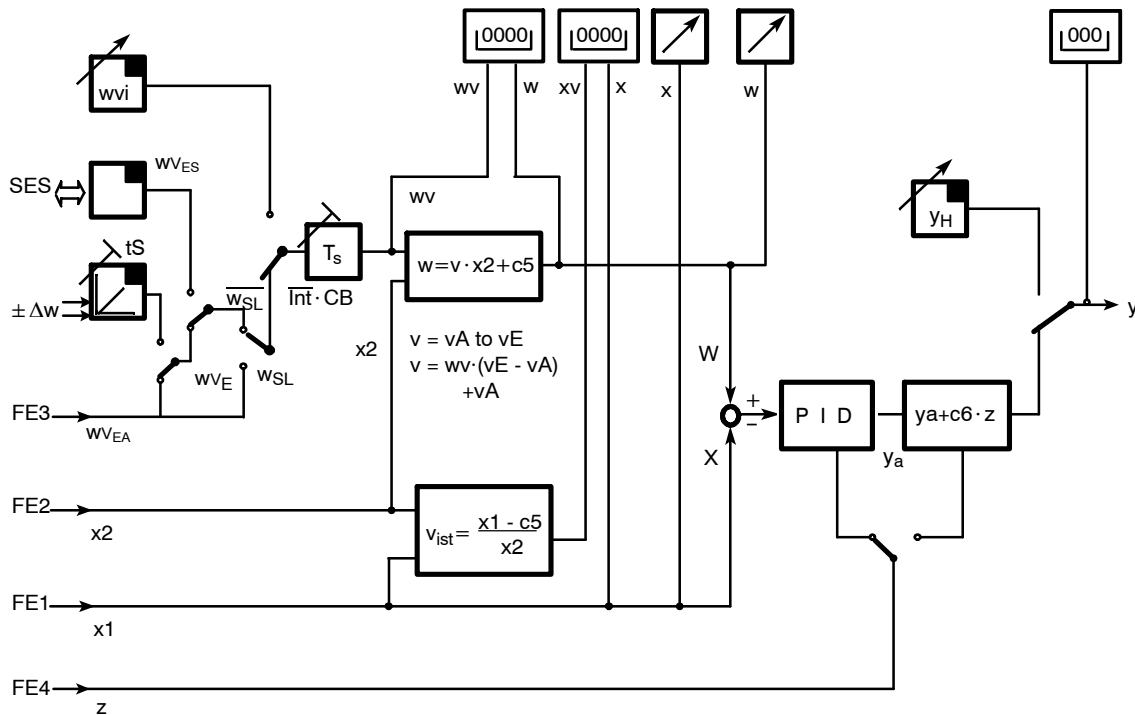 0000
0000
000
wv
w
xv
x
x
w
wvi
SES
wvES
wv
yH
tS
± Δw
Ts
w=v·x2+c5
wSL
Int·CB
x2
v = vA to vE
v = wv·(vE - vA)
+vA
wvE
wSL
W
FE3
wvEA
+
-
P I D
ya+c6·z
y
X
ya
FE2
x2
vist= x1 - c5
x2
FE1
x1
FE4
z